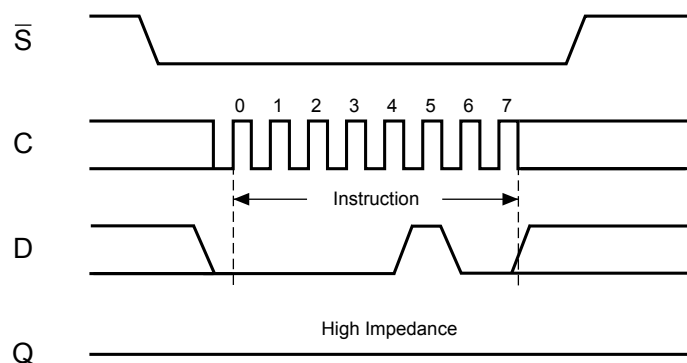 S̅
0 1 2 3 4 5 6 7
C
Instruction
D
High Impedance
Q